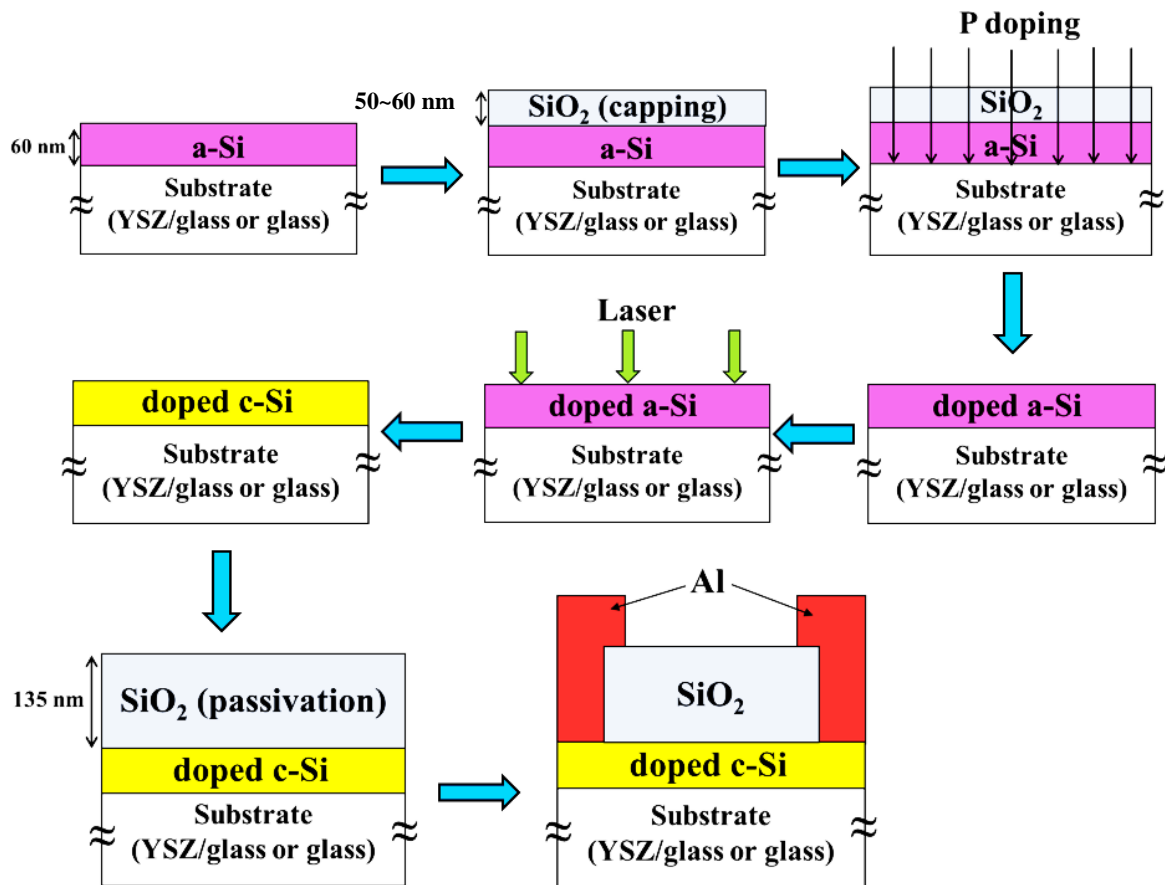 60 nm
a-Si
Substrate
(YSZ/glass or glass)
50~60 nm
SiO₂ (capping)
a-Si
Substrate
(YSZ/glass or glass)
P doping
SiO₂
a-Si
Substrate
(YSZ/glass or glass)
doped c-Si
Substrate
(YSZ/glass or glass)
Laser
doped a-Si
Substrate
(YSZ/glass or glass)
doped a-Si
Substrate
(YSZ/glass or glass)
135 nm
SiO₂ (passivation)
doped c-Si
Substrate
(YSZ/glass or glass)
Al
SiO₂
doped c-Si
Substrate
(YSZ/glass or glass)